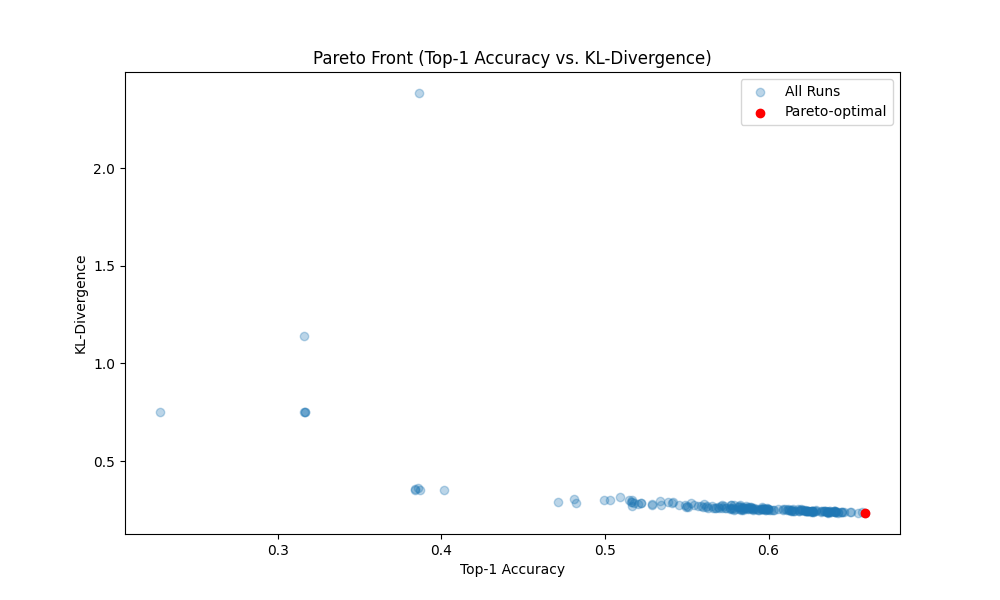 Pareto Front (Top-1 Accuracy vs. KL-Divergence)
All Runs
Pareto-optimal
KL-Divergence
2.0
1.5
1.0
0.5
0.3
0.4
0.5
0.6
Top-1 Accuracy